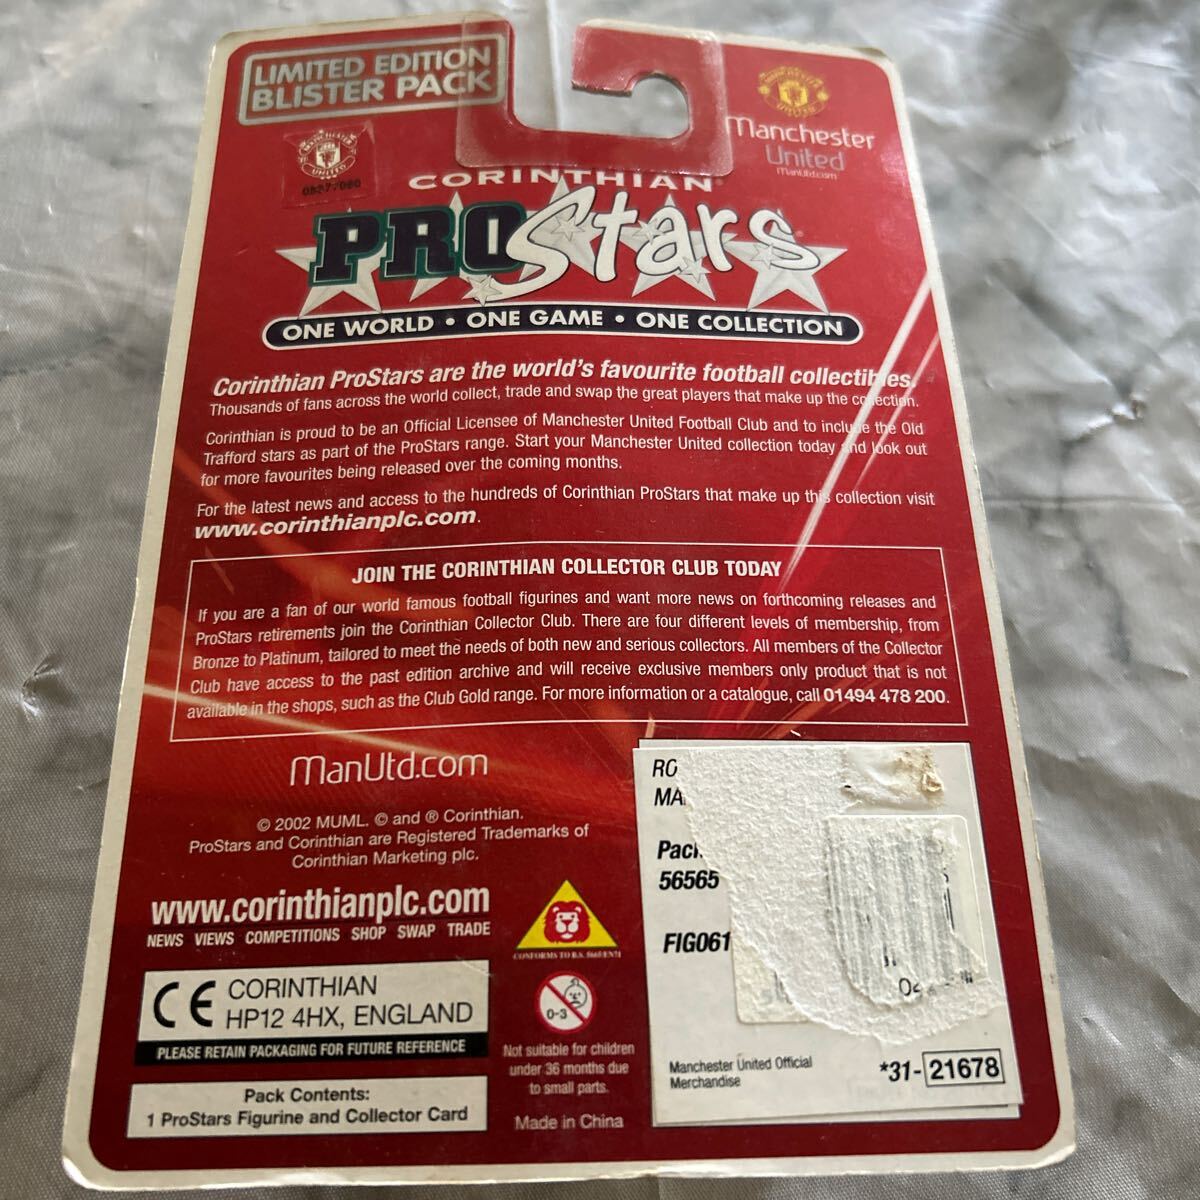 LIMITED EDITION
BLISTER PACK
MANCHESTER
UNITED
Manchester
United
ManUtd.com
CORINTHIAN
PROStars
ONE WORLD • ONE GAME • ONE COLLECTION
Corinthian ProStars are the world's favourite football collectibles.
Thousands of fans across the world collect, trade and swap the great players that make up the collection.
Corinthian is proud to be an Official Licensee of Manchester United Football Club and to include the Old
Trafford stars as part of the ProStars range. Start your Manchester United collection today and look out
for more favourites being released over the coming months.
For the latest news and access to the hundreds of Corinthian ProStars that make up this collection visit
www.corinthianplc.com.
JOIN THE CORINTHIAN COLLECTOR CLUB TODAY
If you are a fan of our world famous football figurines and want more news on forthcoming releases and
ProStars retirements join the Corinthian Collector Club. There are four different levels of membership, from
Bronze to Platinum, tailored to meet the needs of both new and serious collectors. All members of the Collector
Club have access to the past edition archive and will receive exclusive members only product that is not
available in the shops, such as the Club Gold range. For more information or a catalogue, call 01494 478 200.
ManUtd.com
© 2002 MUML. © and ® Corinthian.
ProStars and Corinthian are Registered Trademarks of
Corinthian Marketing plc.
www.corinthianplc.com
NEWS VIEWS COMPETITIONS SHOP SWAP TRADE
CE CORINTHIAN
HP12 4HX, ENGLAND
PLEASE RETAIN PACKAGING FOR FUTURE REFERENCE
Pack Contents:
1 ProStars Figurine and Collector Card
CONFORMS TO B.S. 5665/EN71
0-3
Not suitable for children
under 36 months due
to small parts.
Made in China
RO
MA
Pack
56565
FIG061
Manchester United Official
Merchandise
*31-21678